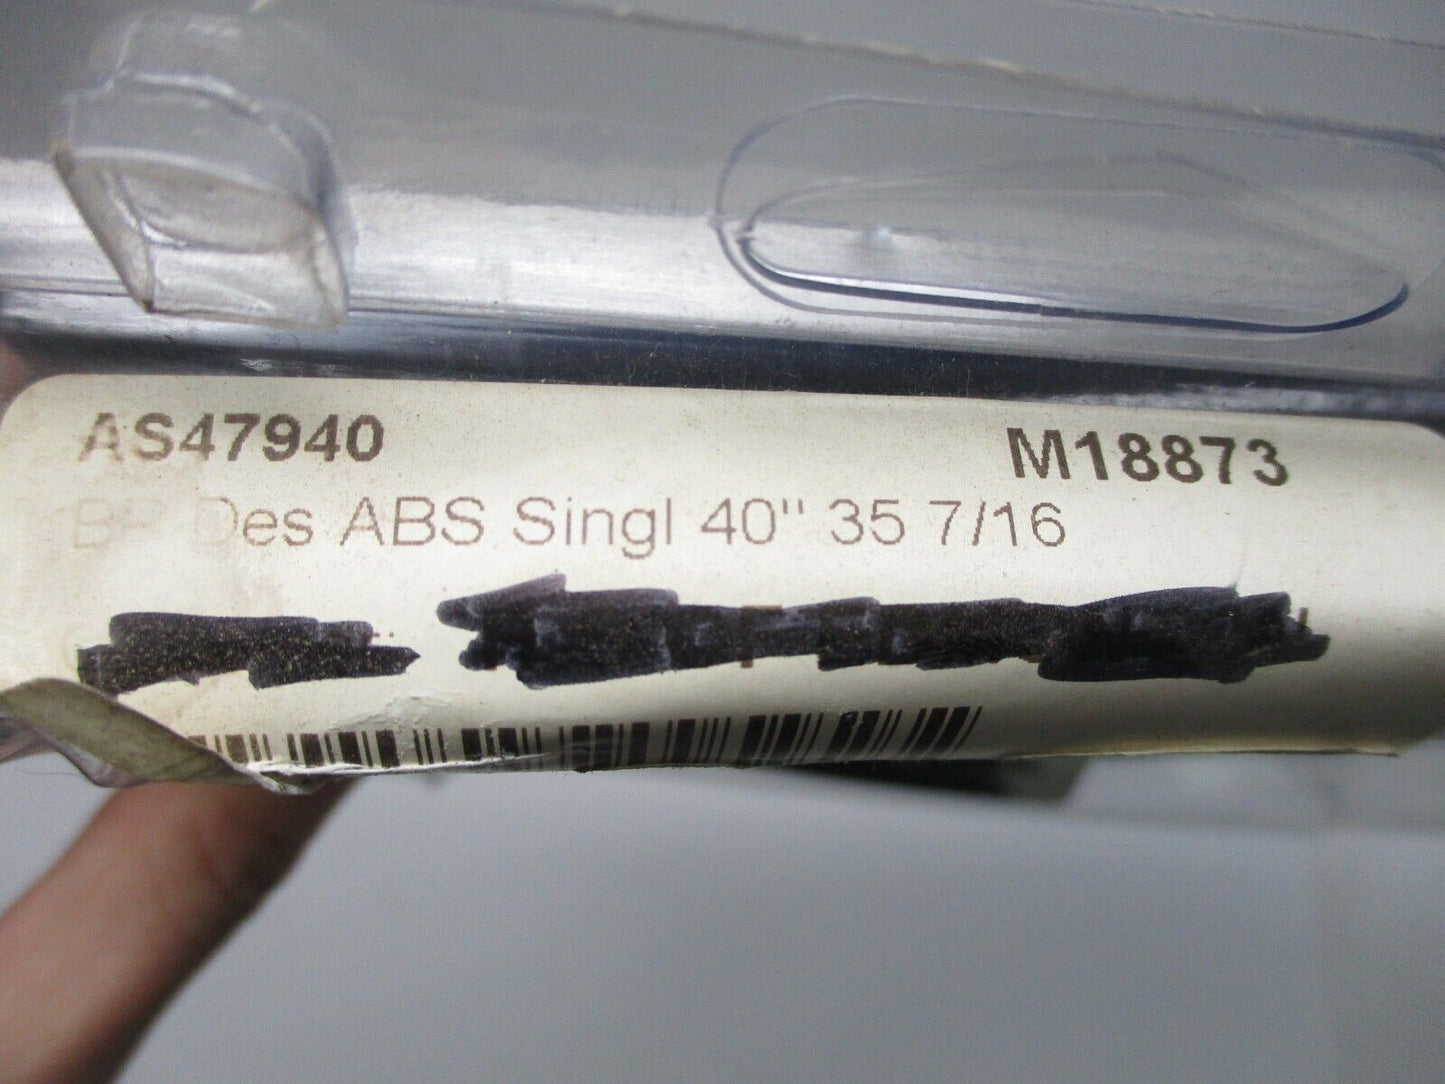 AS47940
M18873
Des ABS Singl 40" 35 7/16